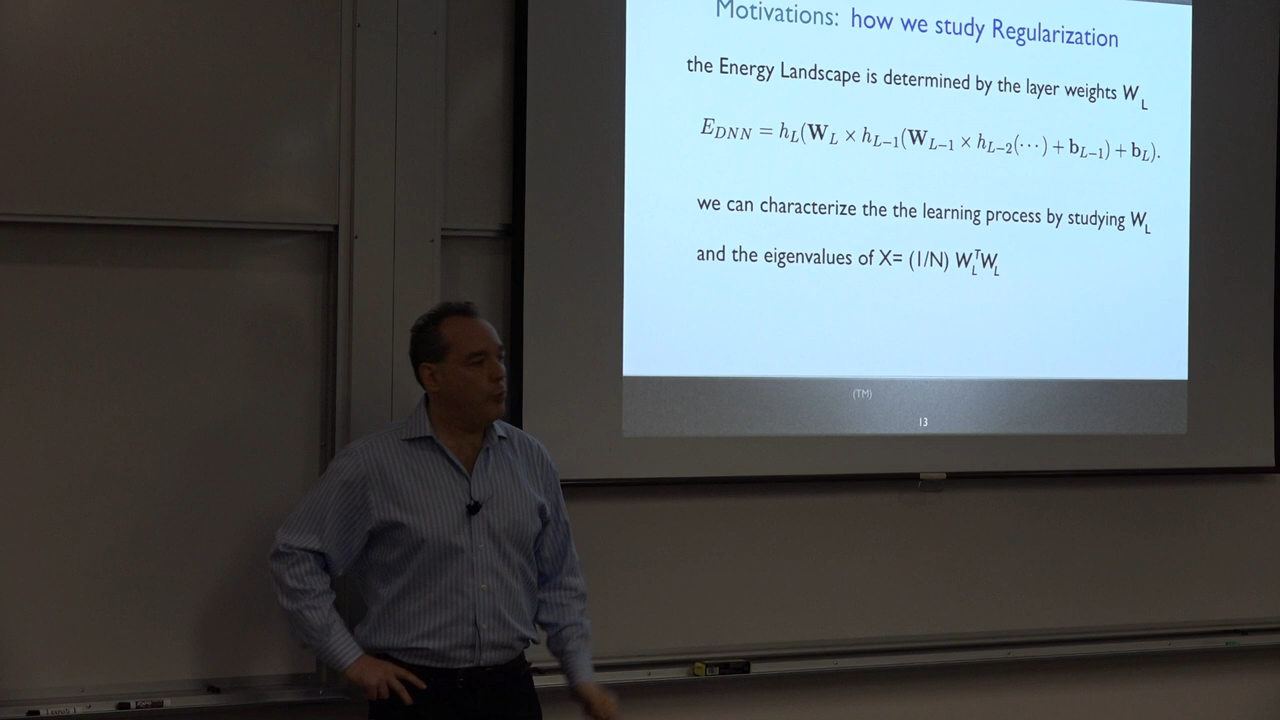 Motivations: how we study Regularization
the Energy Landscape is determined by the layer weights W_L
E_{DNN} = h_L(W_L × h_{L−1}(W_{L−1} × h_{L−2}(⋯) + b_{L−1}) + b_L).
we can characterize the the learning process by studying W_L
and the eigenvalues of X= (1/N) W_L^T W_L
(TM)
13